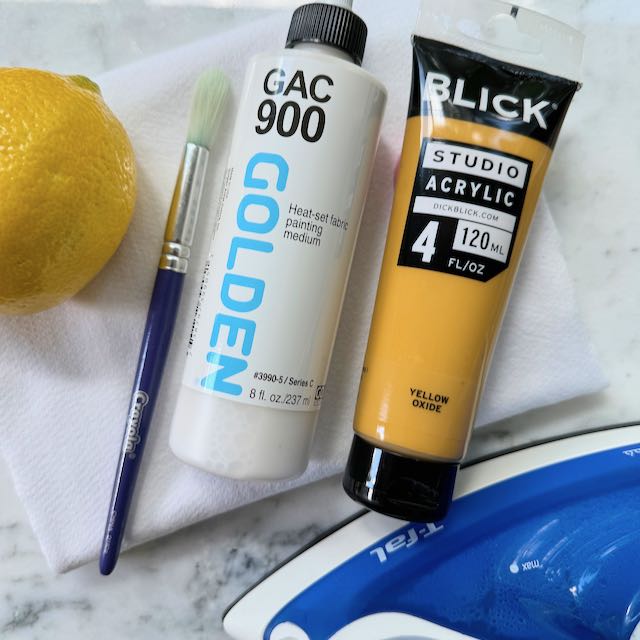 GAC
900
GOLDEN
Heat-set fabric
painting
medium
#3990-5 / Series C
8 fl. oz./237 ml
BLICK
STUDIO
ACRYLIC
DICKBLICK.COM
4
120 ML
FL/OZ
YELLOW
OXIDE
Crayola
T-fal
max